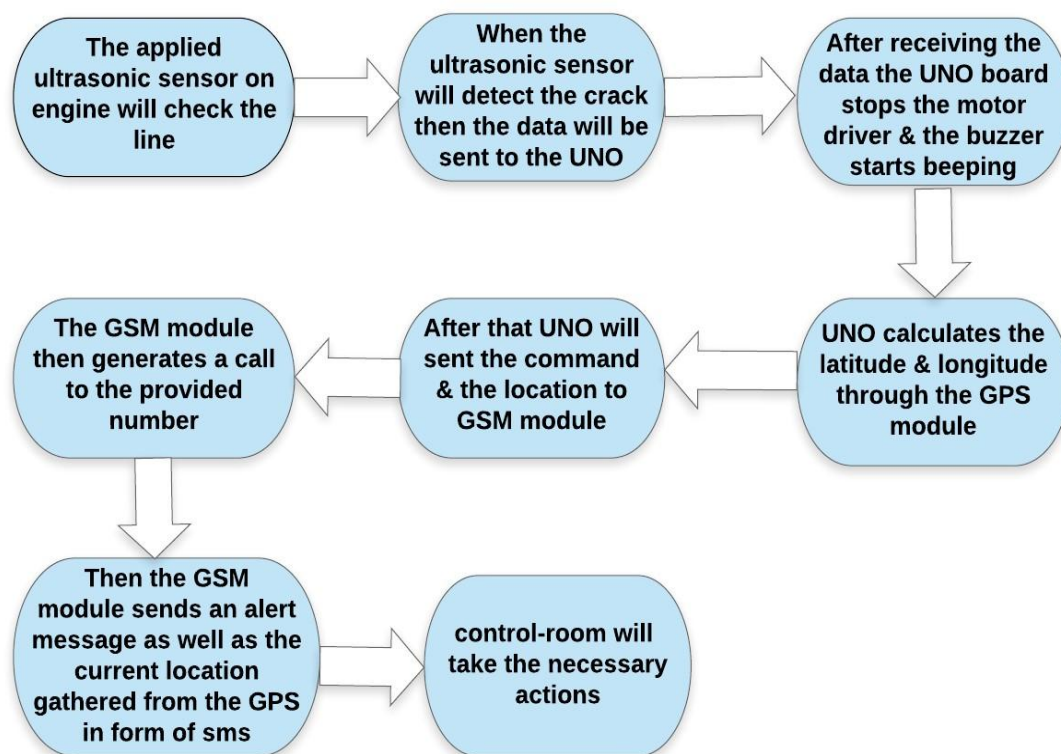 The applied
ultrasonic sensor on
engine will check the
line
When the
ultrasonic sensor
will detect the crack
then the data will be
sent to the UNO
After receiving the
data the UNO board
stops the motor
driver & the buzzer
starts beeping
UNO calculates the
latitude & longitude
through the GPS
module
After that UNO will
sent the command
& the location to
GSM module
The GSM module
then generates a call
to the provided
number
Then the GSM
module sends an alert
message as well as the
current location
gathered from the GPS
in form of sms
control-room will
take the necessary
actions